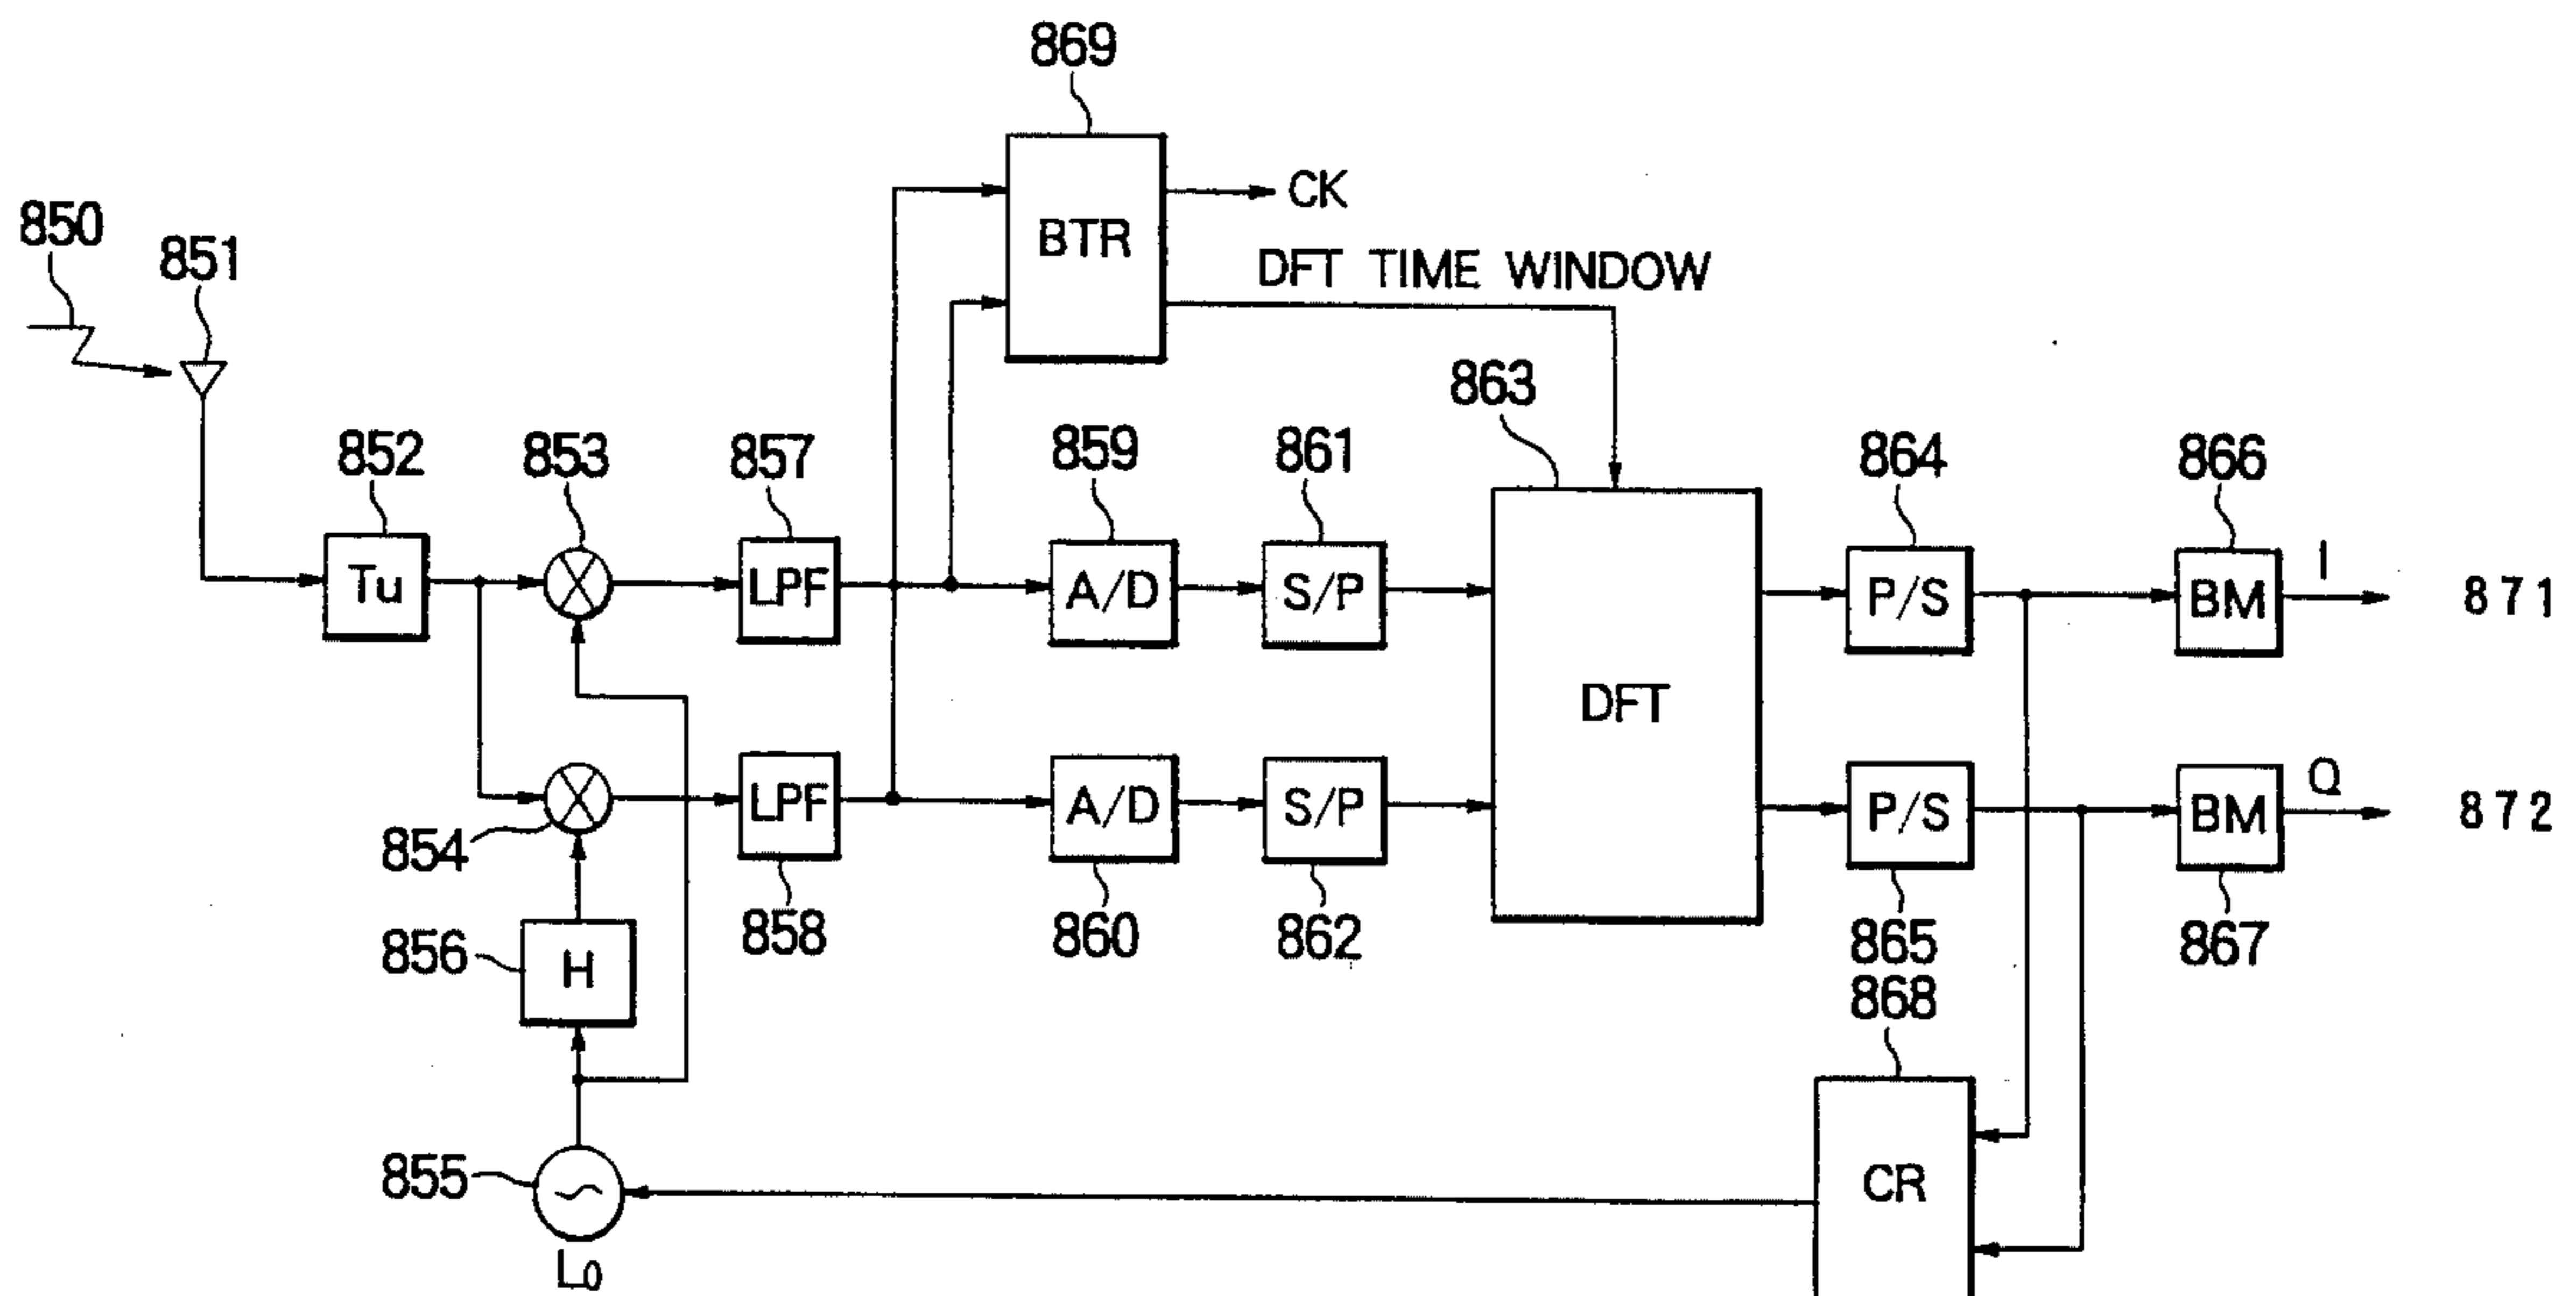 869
CK
850
851
BTR
DFT TIME WINDOW
863
852
853
857
859
861
864
866
Tu
LPF
A/D
S/P
P/S
BM
I
871
DFT
LPF
A/D
S/P
P/S
BM
Q
872
854
858
860
862
865
867
856
H
868
855
CR
L0